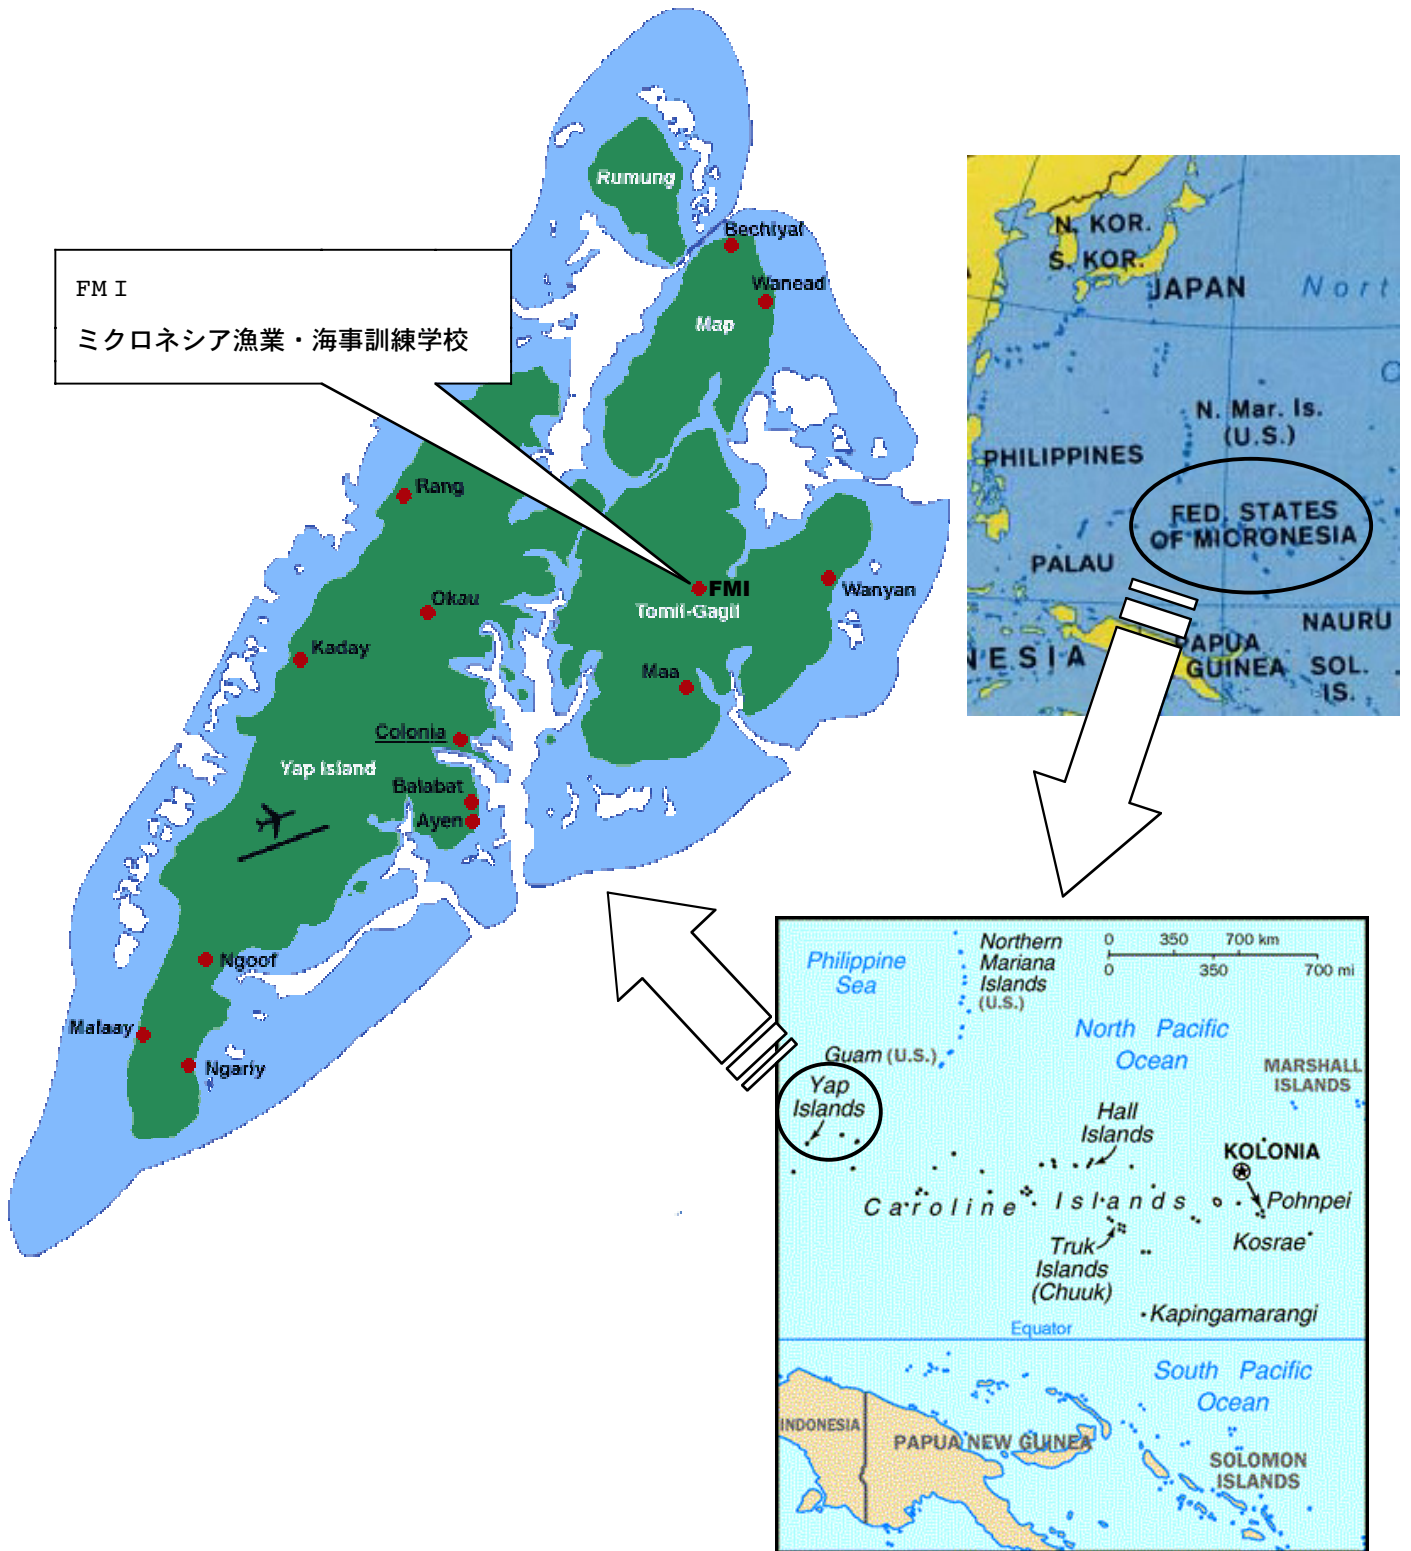 FMI
ミクロネシア漁業・海事訓練学校
Rumung
Bechiyal
Wanead
Map
Rang
FMI
Tomil-Gagil
Wanyan
Okau
Kaday
Maa
Colonia
Yap Island
Balabat
Ayen
Ngoof
Malaay
Ngariy
N. KOR.
S. KOR.
JAPAN
Nort
N. Mar. Is.
(U.S.)
PHILIPPINES
FED. STATES
OF MICRONESIA
PALAU
NAURU
NESIA
PAPUA
GUINEA
SOL.
IS.
Philippine
Sea
Northern
Mariana
Islands
(U.S.)
0 350 700 km
0 350 700 mi
North Pacific
Ocean
Guam (U.S.)
MARSHALL
ISLANDS
Yap
Islands
Hall
Islands
KOLONIA
Caroline Islands
Pohnpei
Truk
Islands
(Chuuk)
Kosrae
Kapingamarangi
Equator
South Pacific
Ocean
INDONESIA
PAPUA NEW GUINEA
SOLOMON
ISLANDS